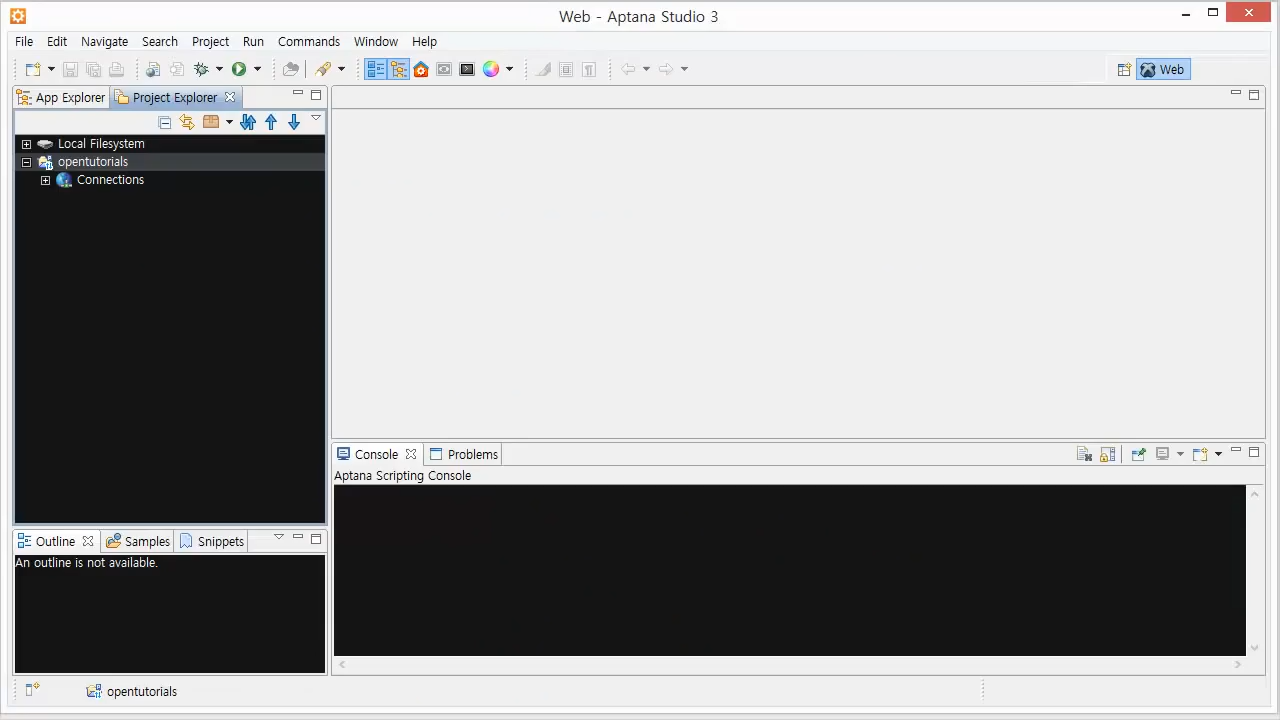 Web - Aptana Studio 3
File Edit Navigate Search Project Run Commands Window Help
Web
App Explorer Project Explorer
Local Filesystem
opentutorials
Connections
Console Problems
Aptana Scripting Console
Outline Samples Snippets
An outline is not available.
opentutorials